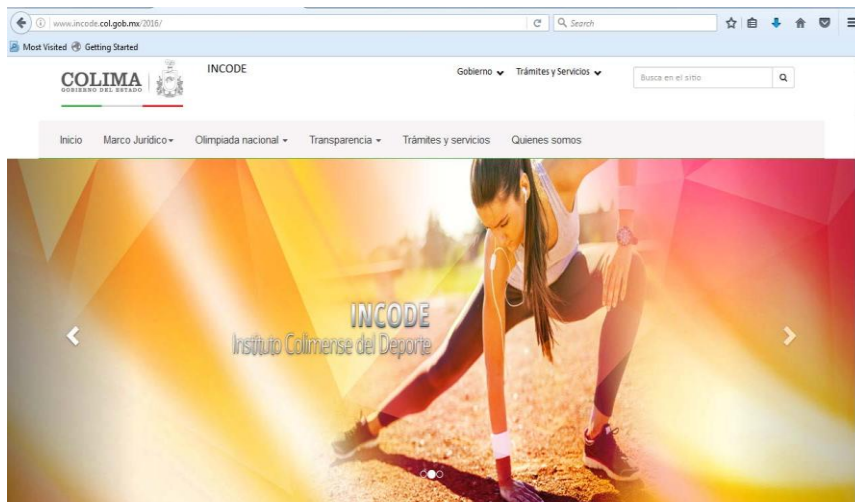 www.incode.col.gob.mx/2016/
Search
Most Visited Getting Started
COLIMA
GOBIERNO DEL ESTADO
INCODE
Gobierno Trámites y Servicios
Busca en el sitio
Inicio Marco Jurídico Olimpiada nacional Transparencia Trámites y servicios Quienes somos
INCODE
Instituto Colimense del Deporte